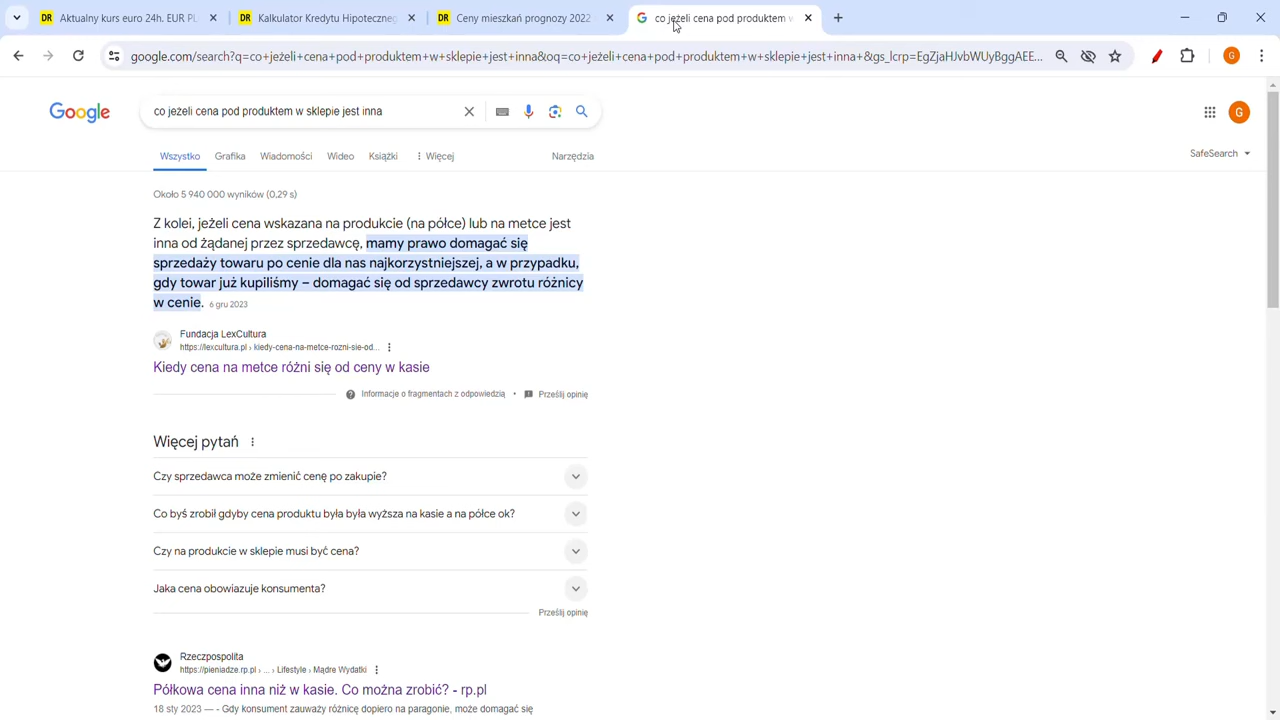 DR Aktualny kurs euro 24h. EUR PL
DR Kalkulator Kredytu Hipoteczneg
DR Ceny mieszkań prognozy 2022
G co jeżeli cena pod produktem w
google.com/search?q=co+jeżeli+cena+pod+produktem+w+sklepie+jest+inna&oq=co+jeżeli+cena+pod+produktem+w+sklepie+jest+inna+&gs_lcrp=EgZjaHJvbWUyBggAEE...
G
Google
co jeżeli cena pod produktem w sklepie jest inna
G
Wszystko Grafika Wiadomości Wideo Książki Więcej Narzędzia
SafeSearch
Około 5 940 000 wyników (0,29 s)
Z kolei, jeżeli cena wskazana na produkcie (na półce) lub na metce jest
inna od żądanej przez sprzedawcę, mamy prawo domagać się
sprzedaży towaru po cenie dla nas najkorzystniejszej, a w przypadku,
gdy towar już kupiliśmy – domagać się od sprzedawcy zwrotu różnicy
w cenie. 6 gru 2023
Fundacja LexCultura
https://lexcultura.pl › kiedy-cena-na-metce-rozni-sie-od...
Kiedy cena na metce różni się od ceny w kasie
Informacje o fragmentach z odpowiedzią • Prześlij opinię
Więcej pytań
Czy sprzedawca może zmienić cenę po zakupie?
Co byś zrobił gdyby cena produktu była była wyższa na kasie a na półce ok?
Czy na produkcie w sklepie musi być cena?
Jaka cena obowiazuje konsumenta?
Prześlij opinię
Rzeczpospolita
https://pieniadze.rp.pl › ... › Lifestyle › Mądre Wydatki
Półkowa cena inna niż w kasie. Co można zrobić? - rp.pl
18 sty 2023 — - Gdy konsument zauważy różnicę dopiero na paragonie, może domagać się